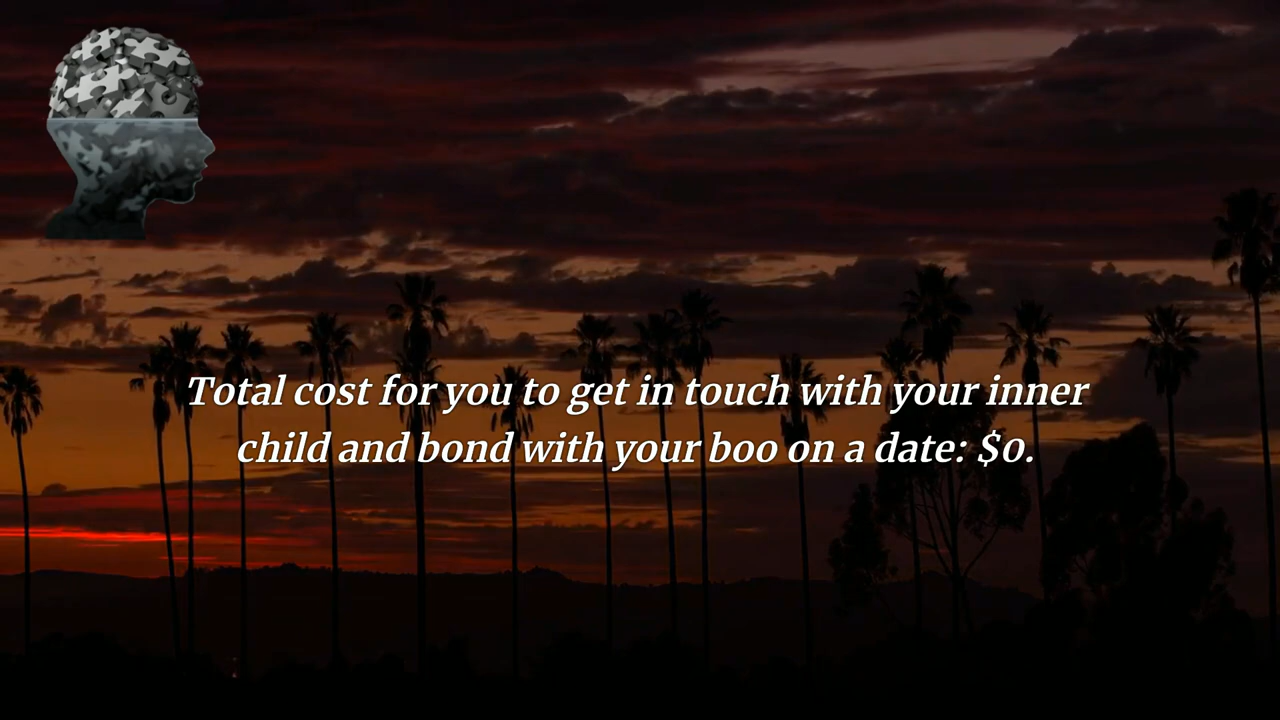 Total cost for you to get in touch with your inner
child and bond with your boo on a date: $0.